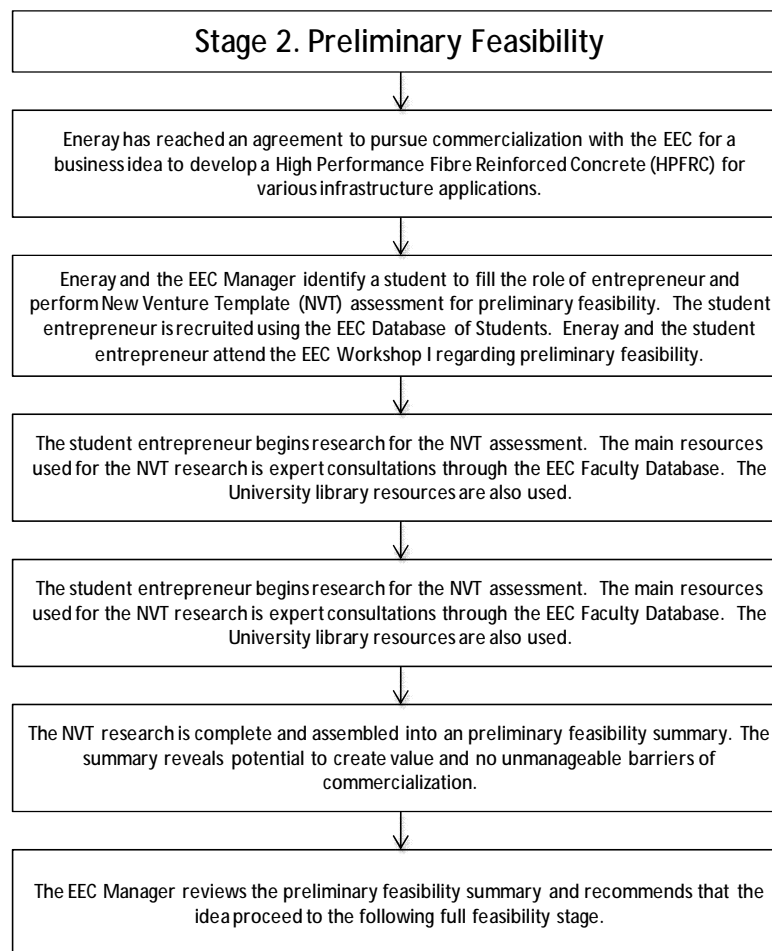 Stage 2. Preliminary Feasibility
Eneray has reached an agreement to pursue commercialization with the EEC for a
business idea to develop a High Performance Fibre Reinforced Concrete (HPFRC) for
various infrastructure applications.
Eneray and the EEC Manager identify a student to fill the role of entrepreneur and
perform New Venture Template (NVT) assessment for preliminary feasibility. The student
entrepreneur is recruited using the EEC Database of Students. Eneray and the student
entrepreneur attend the EEC Workshop I regarding preliminary feasibility.
The student entrepreneur begins research for the NVT assessment. The main resources
used for the NVT research is expert consultations through the EEC Faculty Database. The
University library resources are also used.
The student entrepreneur begins research for the NVT assessment. The main resources
used for the NVT research is expert consultations through the EEC Faculty Database. The
University library resources are also used.
The NVT research is complete and assembled into an preliminary feasibility summary. The
summary reveals potential to create value and no unmanageable barriers of
commercialization.
The EEC Manager reviews the preliminary feasibility summary and recommends that the
idea proceed to the following full feasibility stage.